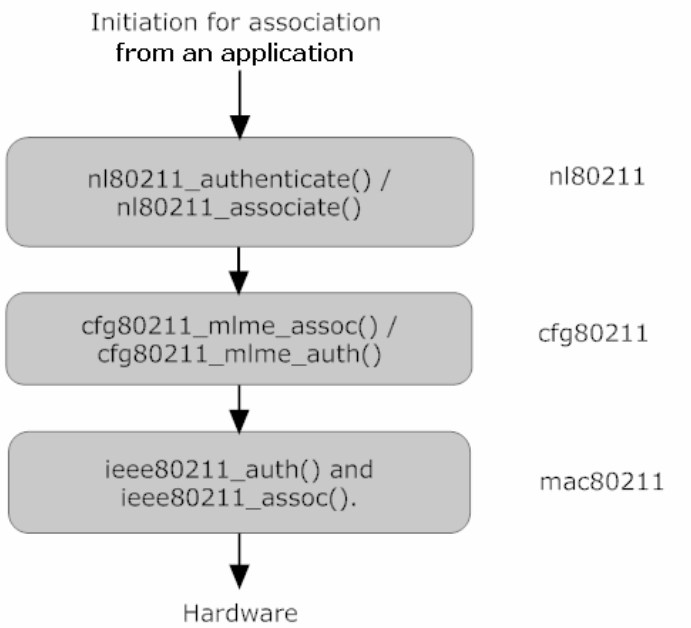 Initiation for association
from an application
nl80211_authenticate() /
nl80211_associate()
nl80211
cfg80211_mlme_assoc() /
cfg80211_mlme_auth()
cfg80211
ieee80211_auth() and
ieee80211_assoc().
mac80211
Hardware